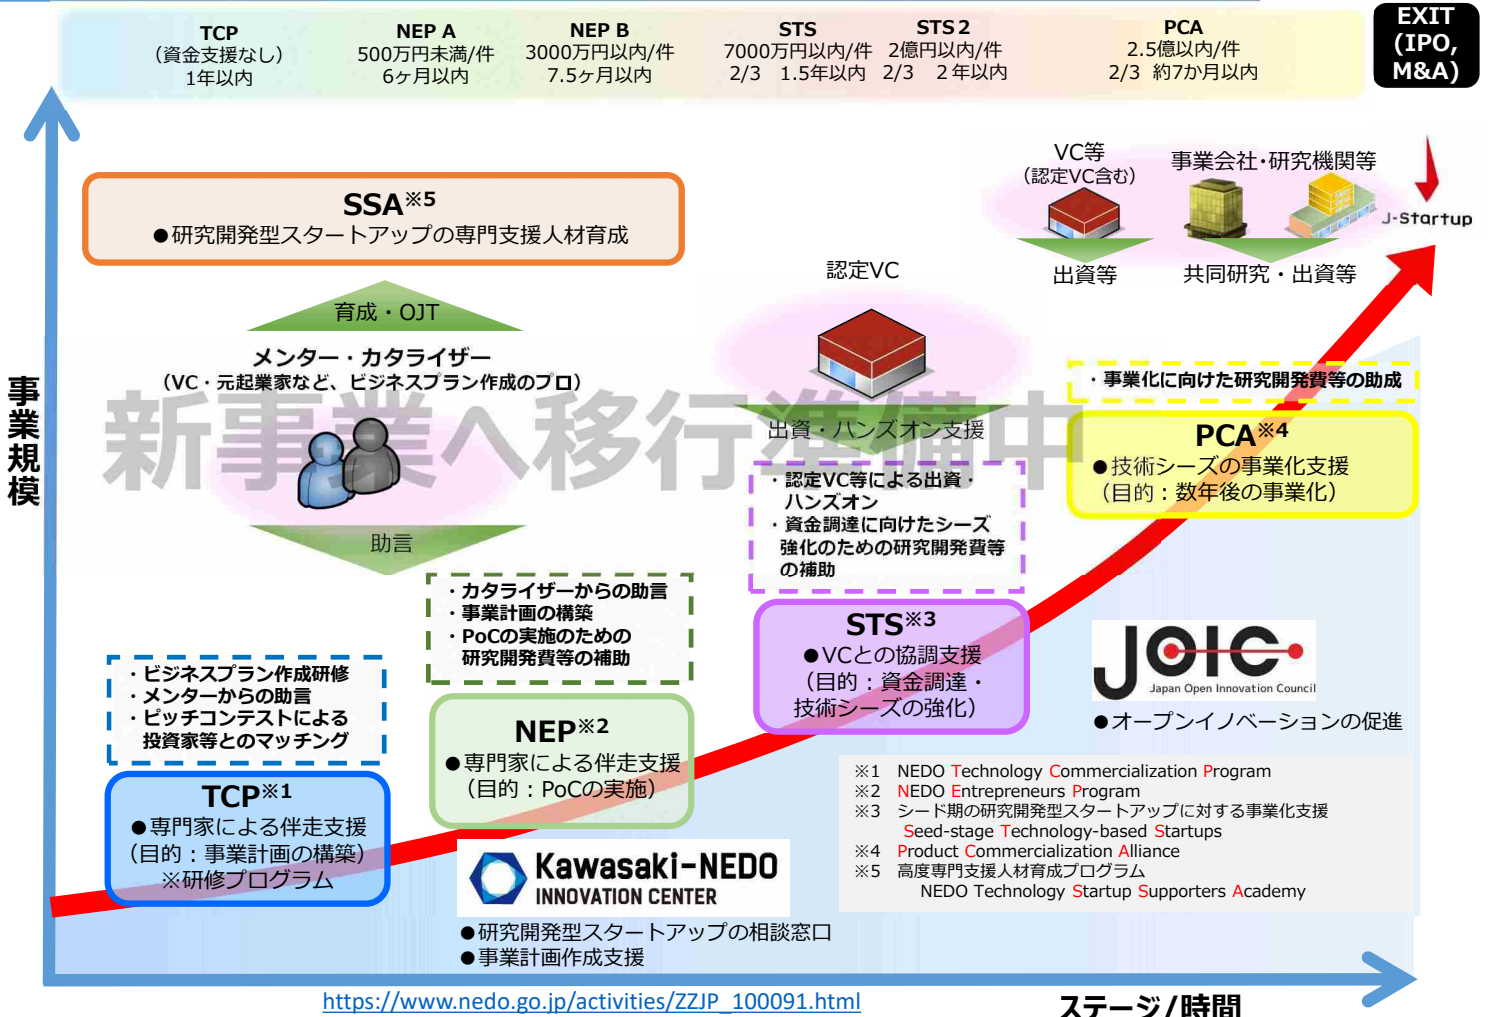 TCP
（資金支援なし）
1年以内
NEP A
500万円未満/件
6ヶ月以内
NEP B
3000万円以内/件
7.5ヶ月以内
STS
7000万円以内/件
2/3 1.5年以内
STS２
2億円以内/件
2/3 ２年以内
PCA
2.5億以内/件
2/3 約7か月以内
EXIT
(IPO,
M&A)
事業規模
SSA※5
●研究開発型スタートアップの専門支援人材育成
育成・OJT
メンター・カタライザー
（VC・元起業家など、ビジネスプラン作成のプロ）
助言
新事業へ移行準備中
認定VC
出資・ハンズオン支援
VC等
（認定VC含む）
出資等
事業会社・研究機関等
共同研究・出資等
J-Startup
・事業化に向けた研究開発費等の助成
PCA※4
●技術シーズの事業化支援
（目的：数年後の事業化）
・認定VC等による出資・
ハンズオン
・資金調達に向けたシーズ
強化のための研究開発費等
の補助
STS※3
●VCとの協調支援
（目的：資金調達・
技術シーズの強化）
・カタライザーからの助言
・事業計画の構築
・PoCの実施のための
研究開発費等の補助
NEP※2
●専門家による伴走支援
（目的：PoCの実施）
・ビジネスプラン作成研修
・メンターからの助言
・ピッチコンテストによる
投資家等とのマッチング
TCP※1
●専門家による伴走支援
（目的：事業計画の構築）
※研修プログラム
Kawasaki-NEDO
INNOVATION CENTER
●研究開発型スタートアップの相談窓口
●事業計画作成支援
JOIC
Japan Open Innovation Council
●オープンイノベーションの促進
※1 NEDO Technology Commercialization Program
※2 NEDO Entrepreneurs Program
※3 シード期の研究開発型スタートアップに対する事業化支援
Seed-stage Technology-based Startups
※4 Product Commercialization Alliance
※5 高度専門支援人材育成プログラム
NEDO Technology Startup Supporters Academy
https://www.nedo.go.jp/activities/ZZJP_100091.html
ステージ/時間